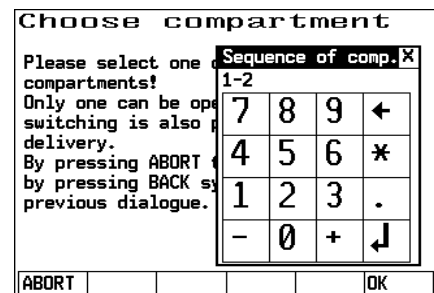 Choose compartment
Please select one
compartments!
Only one can be
switching is also
delivery.
By pressing ABORT
by pressing BACK
previous dialogue.
Sequence of comp. X
1-2
7 8 9 ←
4 5 6 *
1 2 3 .
- 0 + ↲
ABORT OK